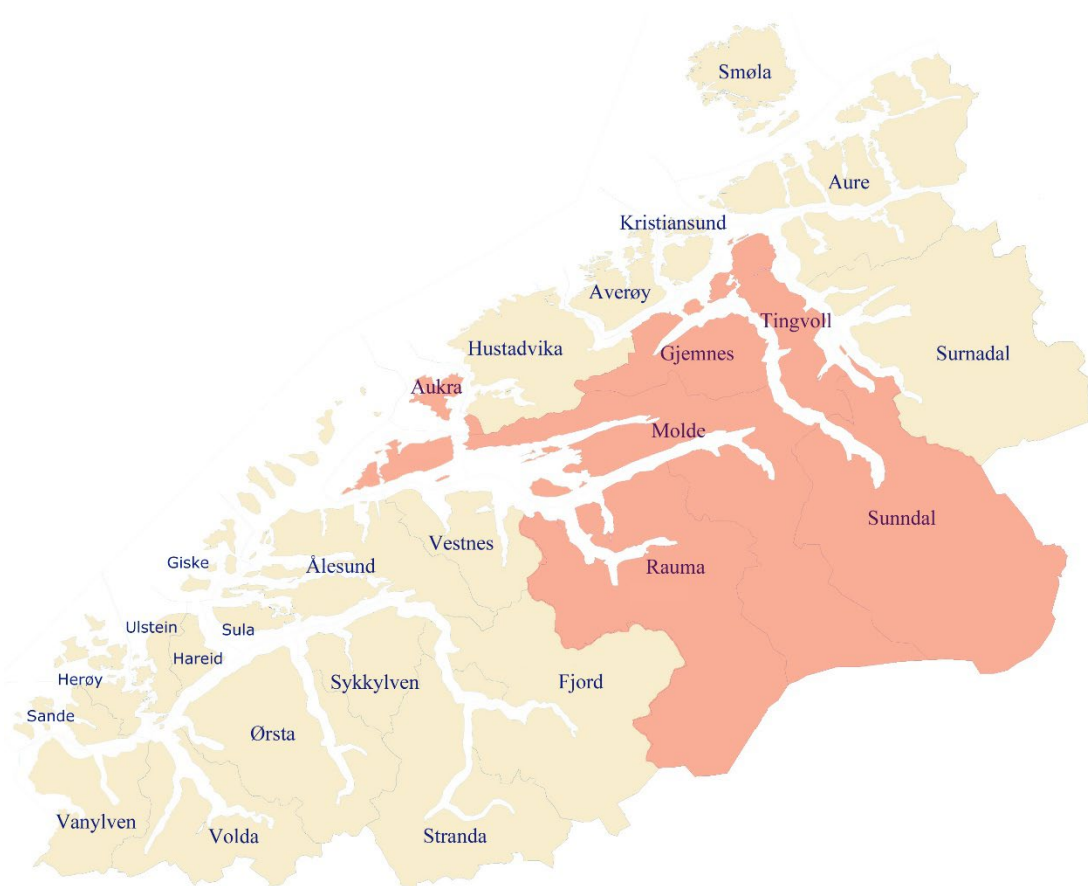 Smøla
Aure
Kristiansund
Averøy
Tingvoll
Hustadvika
Gjemnes
Surnadal
Aukra
Molde
Sunndal
Vestnes
Giske
Ålesund
Rauma
Ulstein
Sula
Hareid
Herøy
Sykkylven
Fjord
Sande
Ørsta
Vanylven
Volda
Stranda